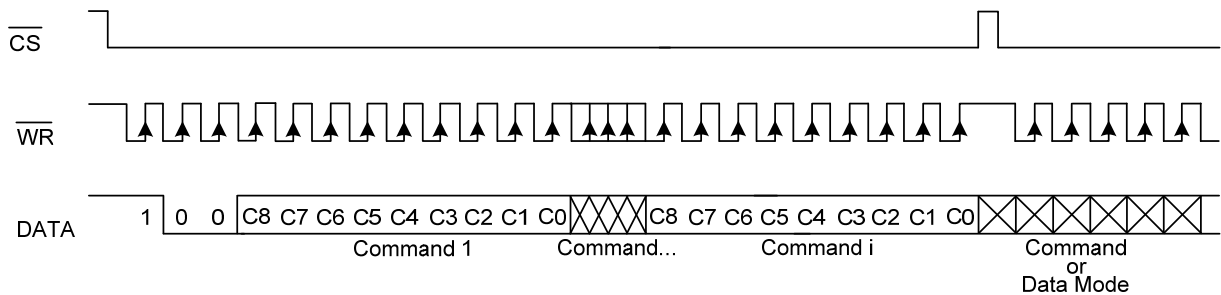 CS
WR
DATA 1 0 0 C8 C7 C6 C5 C4 C3 C2 C1 C0 C8 C7 C6 C5 C4 C3 C2 C1 C0
Command 1 Command... Command i Command
or
Data Mode